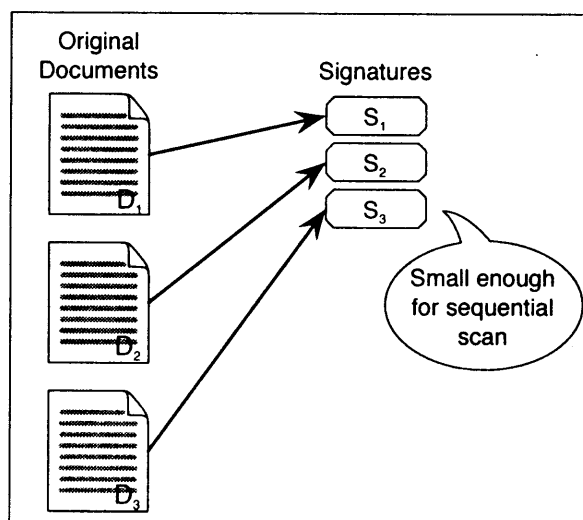 Original
Documents
Signatures
D₁
S₁
S₂
S₃
D₂
Small enough
for sequential
scan
D₃